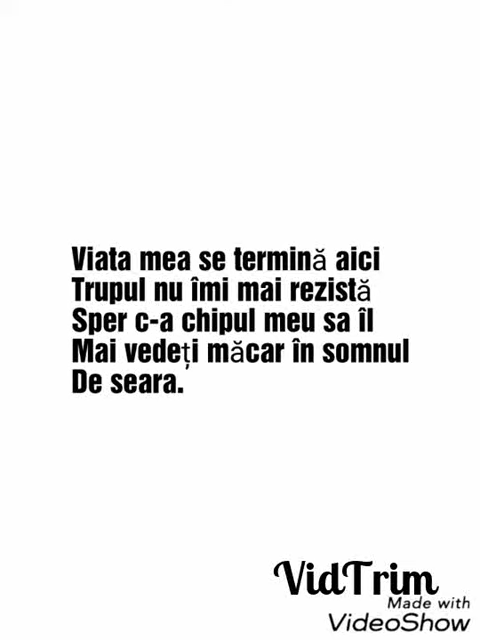 Viata mea se termină aici
Trupul nu îmi mai rezistă
Sper c-a chipul meu sa îl
Mai vedeți măcar în somnul
De seara.
VidTrim
Made with
VideoShow